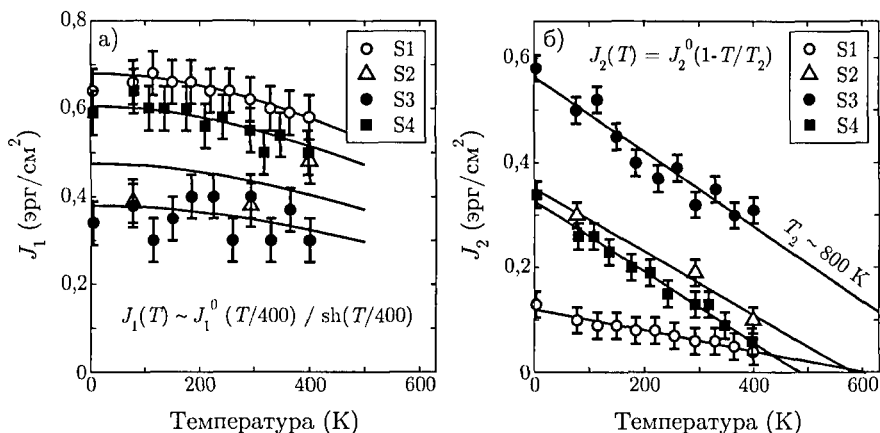 0,8
а)
S1
S2
S3
S4
0,6
0,4
0,2
0
J₁ (эрг/см²)
J₁(T) ~ J₁⁰ (T/400) / sh(T/400)
0
200
400
600
Температура (К)
0,6
б)
J₂(T) = J₂⁰(1-T/T₂)
S1
S2
S3
S4
0,4
0,2
0
J₂ (эрг/см²)
T₂ ~ 800 K
0
200
400
600
Температура (К)